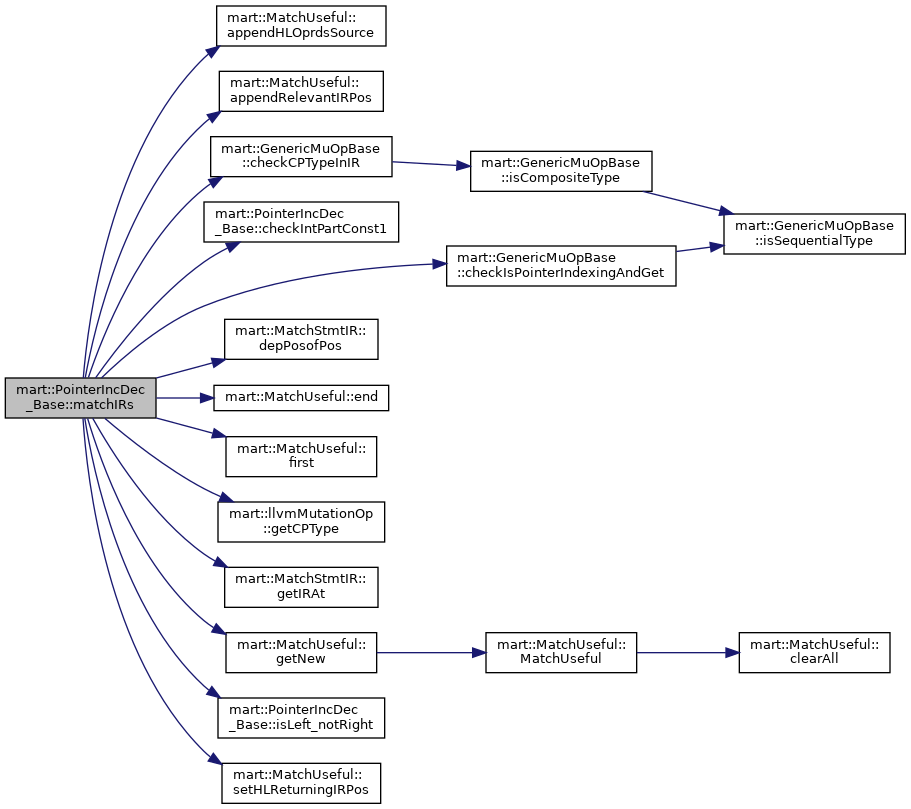 mart::MatchUseful::
appendHLOprdsSource
mart::MatchUseful::
appendRelevantIRPos
mart::GenericMuOpBase
::checkCPTypeInIR
mart::GenericMuOpBase
::isCompositeType
mart::PointerIncDec
_Base::checkIntPartConst1
mart::GenericMuOpBase
::isSequentialType
mart::GenericMuOpBase
::checkIsPointerIndexingAndGet
mart::MatchStmtIR::
depPosofPos
mart::PointerIncDec
_Base::matchIRs
mart::MatchUseful::end
mart::MatchUseful::
first
mart::llvmMutationOp
::getCPType
mart::MatchStmtIR::
getIRAt
mart::MatchUseful::
getNew
mart::MatchUseful::
MatchUseful
mart::MatchUseful::
clearAll
mart::PointerIncDec
_Base::isLeft_notRight
mart::MatchUseful::
setHLReturningIRPos